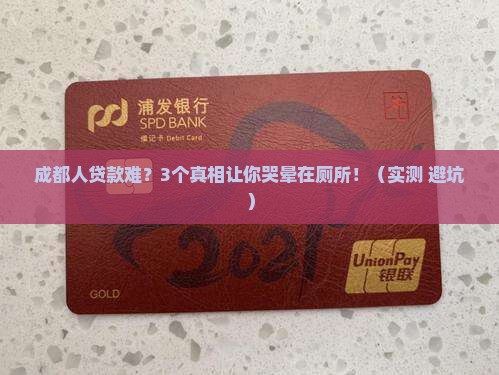 浦发银行
SPD BANK
借记卡 Debit Card
牛
成都人贷款难？3个真相让你哭晕在厕所！（实测 避坑
）
2021
UnionPay
银联
GOLD